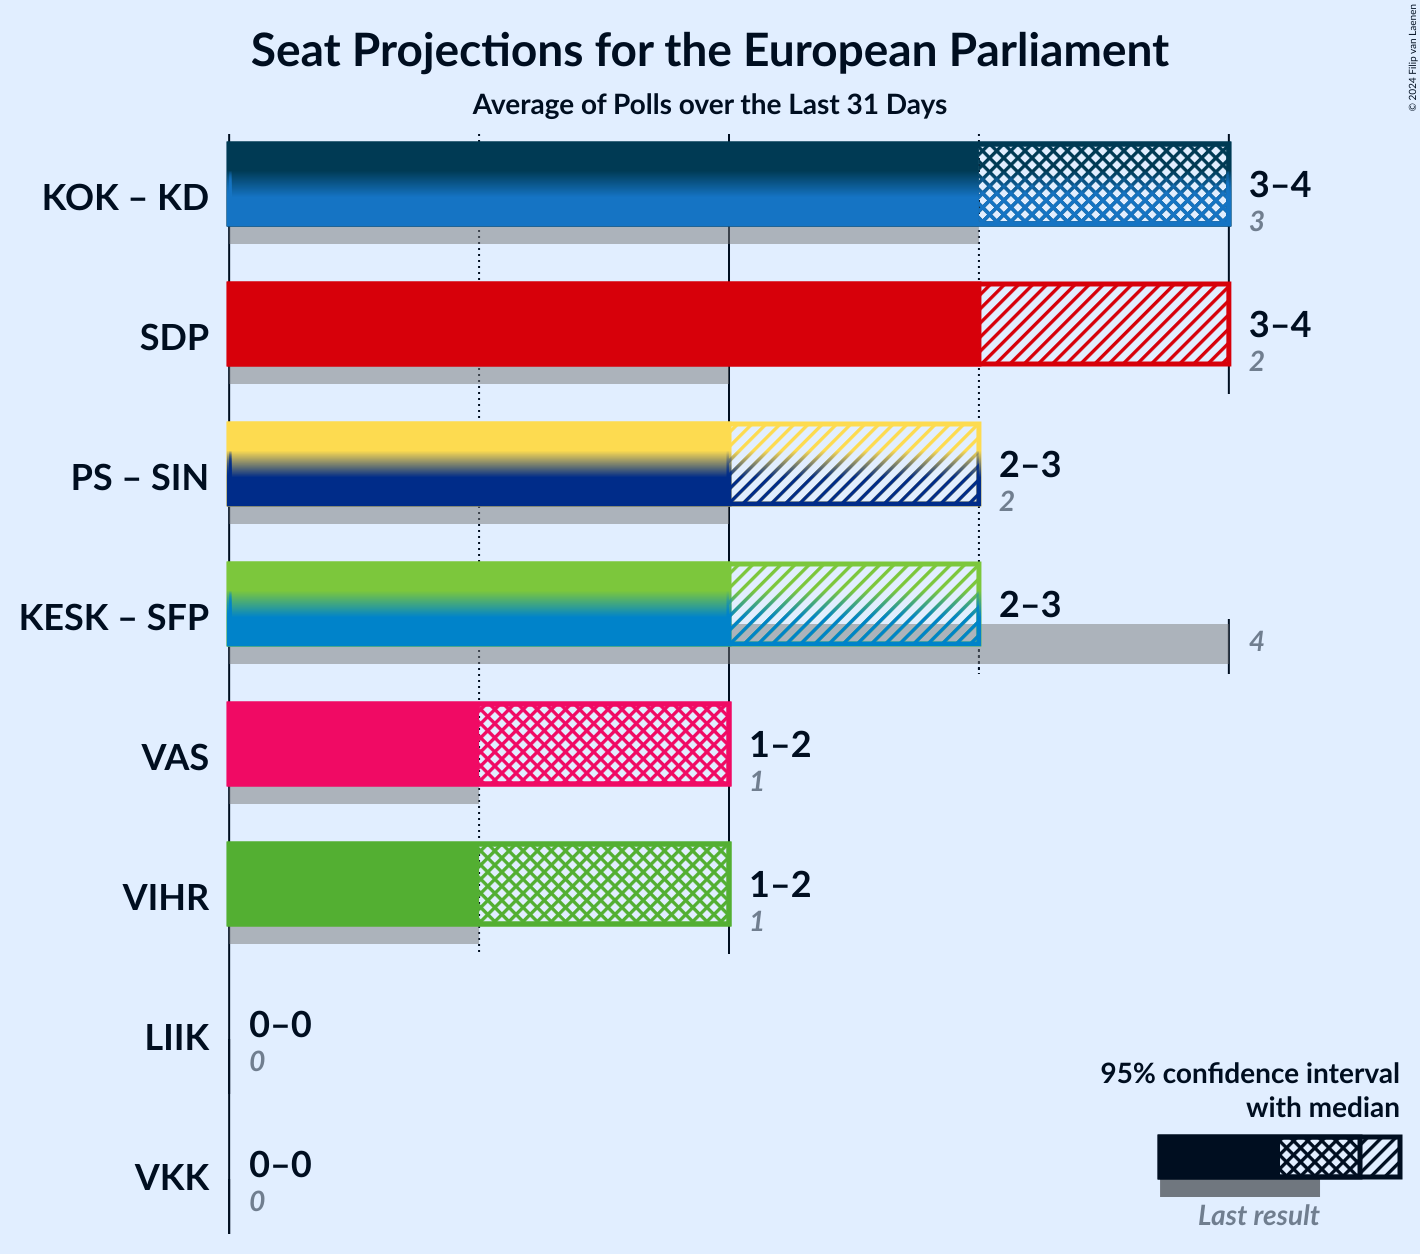 Seat Projections for the European Parliament
Average of Polls over the Last 31 Days
© 2024 Filip van Laenen
KOK – KD
3–4
3
SDP
3–4
2
PS – SIN
2–3
2
KESK – SFP
2–3
4
VAS
1–2
1
VIHR
1–2
1
LIIK
0–0
0
VKK
0–0
0
95% confidence interval
with median
Last result